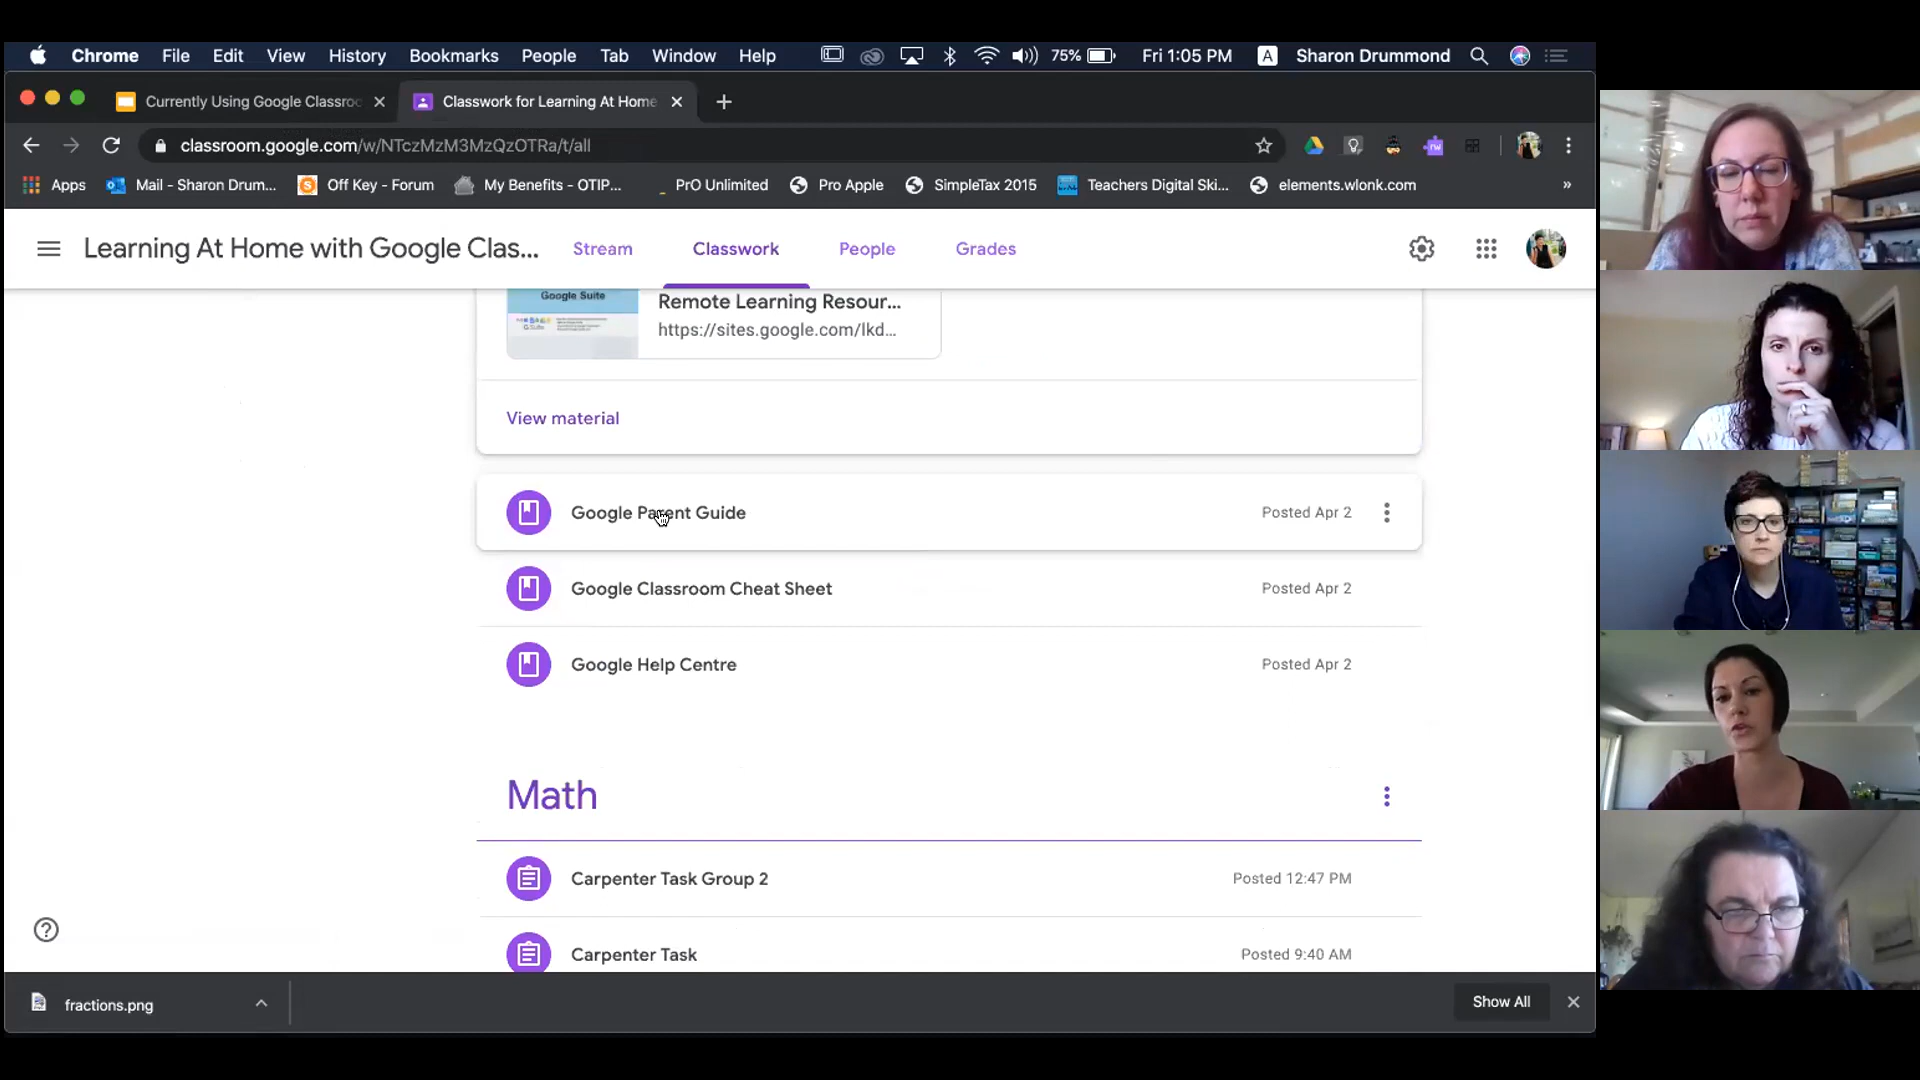 Chrome File Edit View History Bookmarks People Tab Window Help 75% Fri 1:05 PM A Sharon Drummond
Currently Using Google Classroo Classwork for Learning At Home
classroom.google.com/w/NTczMzM3MzQzOTRa/t/all
rw
Apps Mail - Sharon Drum... Off Key - Forum My Benefits - OTIP... PrO Unlimited Pro Apple SimpleTax 2015 Teachers Digital Ski... elements.wlonk.com »
Learning At Home with Google Clas... Stream Classwork People Grades
Google Suite
Remote Learning Resour...
https://sites.google.com/lkd...
View material
Google Parent Guide Posted Apr 2
Google Classroom Cheat Sheet Posted Apr 2
Google Help Centre Posted Apr 2
Math
Carpenter Task Group 2 Posted 12:47 PM
Carpenter Task Posted 9:40 AM
fractions.png Show All